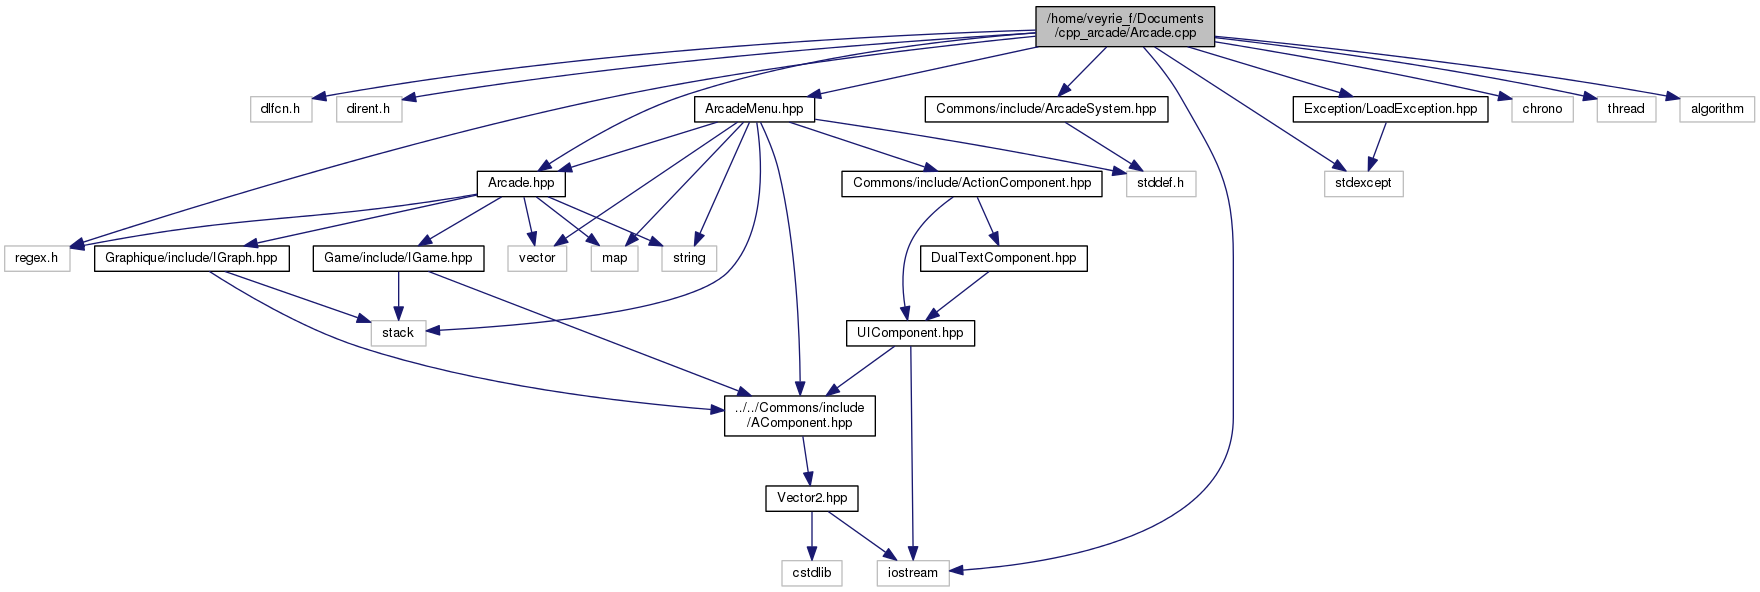 /home/veyrie_f/Documents
/cpp_arcade/Arcade.cpp
dlfcn.h
dirent.h
ArcadeMenu.hpp
Commons/include/ArcadeSystem.hpp
Exception/LoadException.hpp
chrono
thread
algorithm
Arcade.hpp
Commons/include/ActionComponent.hpp
stddef.h
stdexcept
regex.h
Graphique/include/IGraph.hpp
Game/include/IGame.hpp
vector
map
string
DualTextComponent.hpp
stack
UIComponent.hpp
../../Commons/include
/AComponent.hpp
Vector2.hpp
cstdlib
iostream